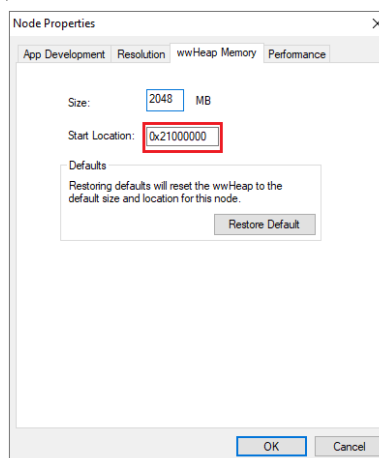 Node Properties
App Development Resolution wwHeap Memory Performance
Size: 2048 MB
Start Location: 0x21000000
Defaults
Restoring defaults will reset the wwHeap to the
default size and location for this node.
Restore Default
OK Cancel